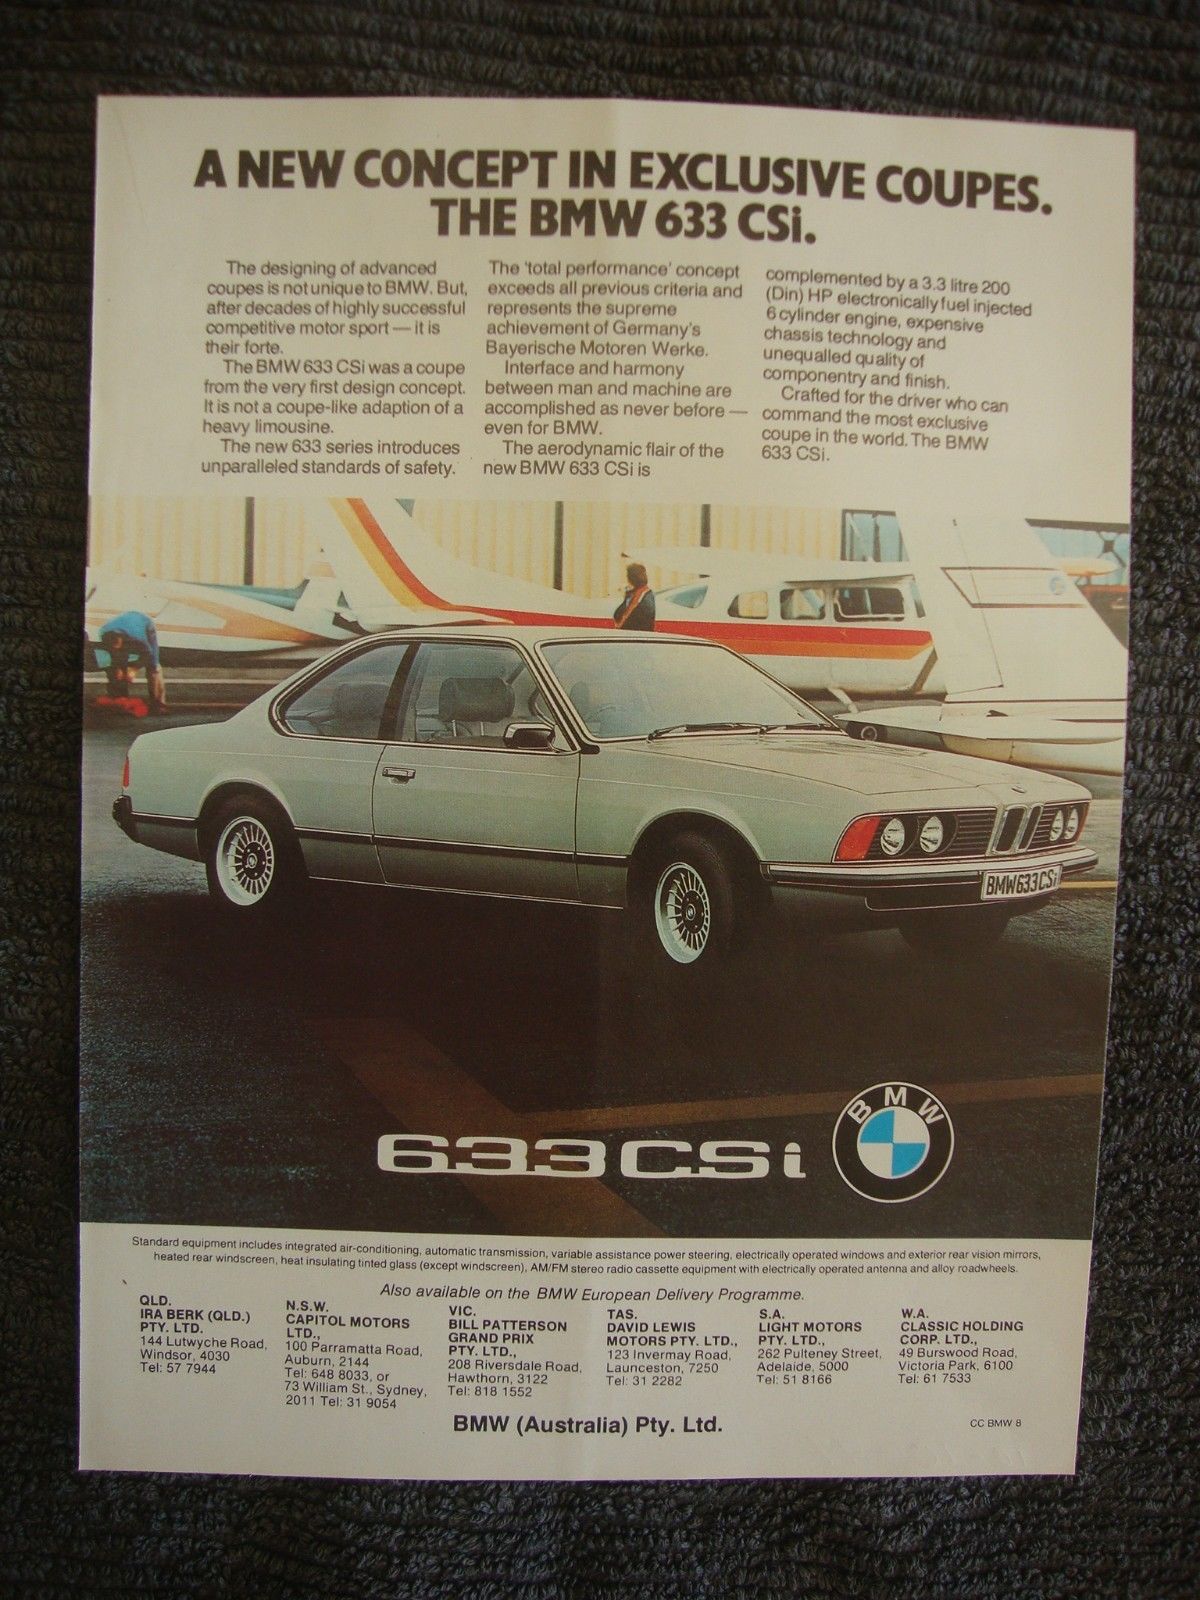 A NEW CONCEPT IN EXCLUSIVE COUPES.
THE BMW 633 CSi.
The designing of advanced
coupes is not unique to BMW. But,
after decades of highly successful
competitive motor sport — it is
their forte.
The BMW 633 CSi was a coupe
from the very first design concept.
It is not a coupe-like adaption of a
heavy limousine.
The new 633 series introduces
unparalleled standards of safety.
The 'total performance' concept
exceeds all previous criteria and
represents the supreme
achievement of Germany's
Bayerische Motoren Werke.
Interface and harmony
between man and machine are
accomplished as never before —
even for BMW.
The aerodynamic flair of the
new BMW 633 CSi is
complemented by a 3.3 litre 200
(Din) HP electronically fuel injected
6 cylinder engine, expensive
chassis technology and
unequalled quality of
componentry and finish.
Crafted for the driver who can
command the most exclusive
coupe in the world. The BMW
633 CSi.
BMW633CSi
633 CSi
BMW
Standard equipment includes integrated air-conditioning, automatic transmission, variable assistance power steering, electrically operated windows and exterior rear vision mirrors,
heated rear windscreen, heat insulating tinted glass (except windscreen), AM/FM stereo radio cassette equipment with electrically operated antenna and alloy roadwheels.
Also available on the BMW European Delivery Programme.
QLD.
IRA BERK (QLD.)
PTY. LTD.
144 Lutwyche Road,
Windsor, 4030
Tel: 57 7944
N.S.W.
CAPITOL MOTORS
LTD.,
100 Parramatta Road,
Auburn, 2144
Tel: 648 8033, or
73 William St., Sydney,
2011 Tel: 31 9054
VIC.
BILL PATTERSON
GRAND PRIX
PTY. LTD.,
208 Riversdale Road,
Hawthorn, 3122
Tel: 818 1552
TAS.
DAVID LEWIS
MOTORS PTY. LTD.,
123 Invermay Road,
Launceston, 7250
Tel: 31 2282
S.A.
LIGHT MOTORS
PTY. LTD.,
262 Pulteney Street,
Adelaide, 5000
Tel: 51 8166
W.A.
CLASSIC HOLDING
CORP. LTD.,
49 Burswood Road,
Victoria Park, 6100
Tel: 61 7533
BMW (Australia) Pty. Ltd.
CC BMW 8